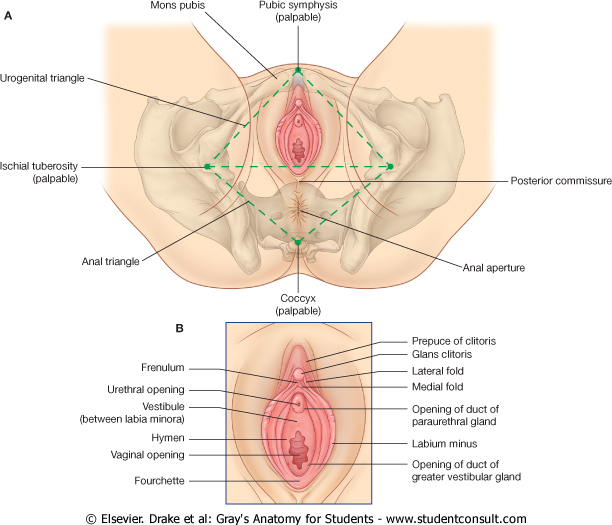 A
Mons pubis
Pubic symphysis
(palpable)
Urogenital triangle
Ischial tuberosity
(palpable)
Posterior commissure
Anal triangle
Anal aperture
Coccyx
(palpable)
B
Prepuce of clitoris
Glans clitoris
Frenulum
Lateral fold
Medial fold
Urethral opening
Vestibule
(between labia minora)
Opening of duct of
paraurethral gland
Hymen
Labium minus
Vaginal opening
Opening of duct of
greater vestibular gland
Fourchette
© Elsevier. Drake et al: Gray's Anatomy for Students - www.studentconsult.com